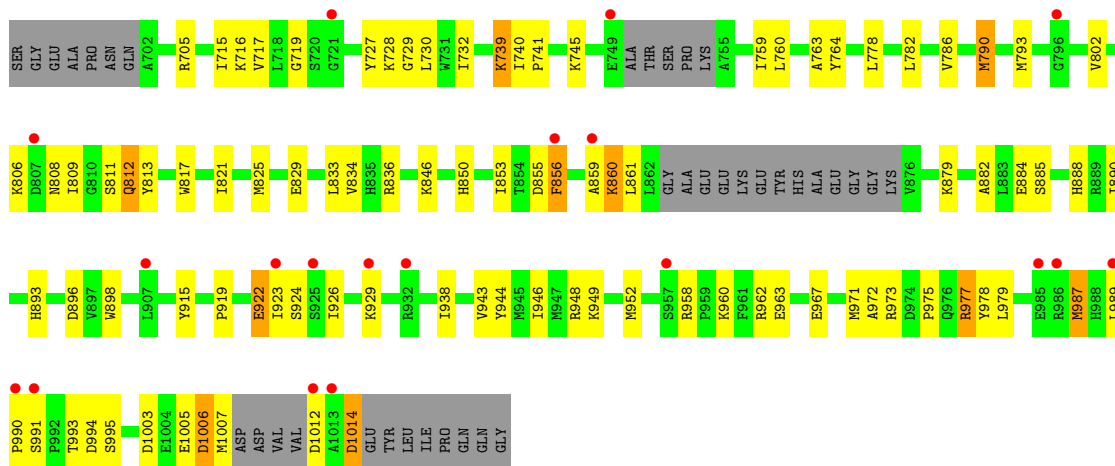 SER GLY GLU ALA PRO ASN GLN A702 R705 I715 K716 V717 L718 G719 S720 G721 Y727 K728 G729 L730 W731 I732 K739 I740 P741 K745 E749 ALA THR SER PRO LYS A755 I759 L760 A763 Y764 L778 L782 V786 M790 M793 G796 V802
K806 D807 N808 I809 G810 S811 Q812 Y813 W817 I821 M825 E829 L833 V834 H835 R836 K846 H850 I853 T854 D855 F856 A859 K860 L861 L862 GLY ALA GLU GLU LYS GLU TYR HIS ALA GLU GLY GLY LYS V876 K879 A882 L883 E884 S885 H888 R889 I890
H893 D896 V897 W898 L907 Y915 P919 E922 I923 S924 S925 I926 K929 R932 I938 V943 Y944 M945 I946 M947 R948 K949 M952 S957 R958 P959 K960 F961 R962 E963 E967 M971 A972 R973 D974 P975 Q976 R977 Y978 L979 E985 R986 M987 H988 L989
P990 S991 P992 T993 D994 S995 D1003 E1004 E1005 D1006 M1007 ASP ASP VAL VAL D1012 A1013 D1014 GLU TYR LEU ILE PRO GLN GLN GLY